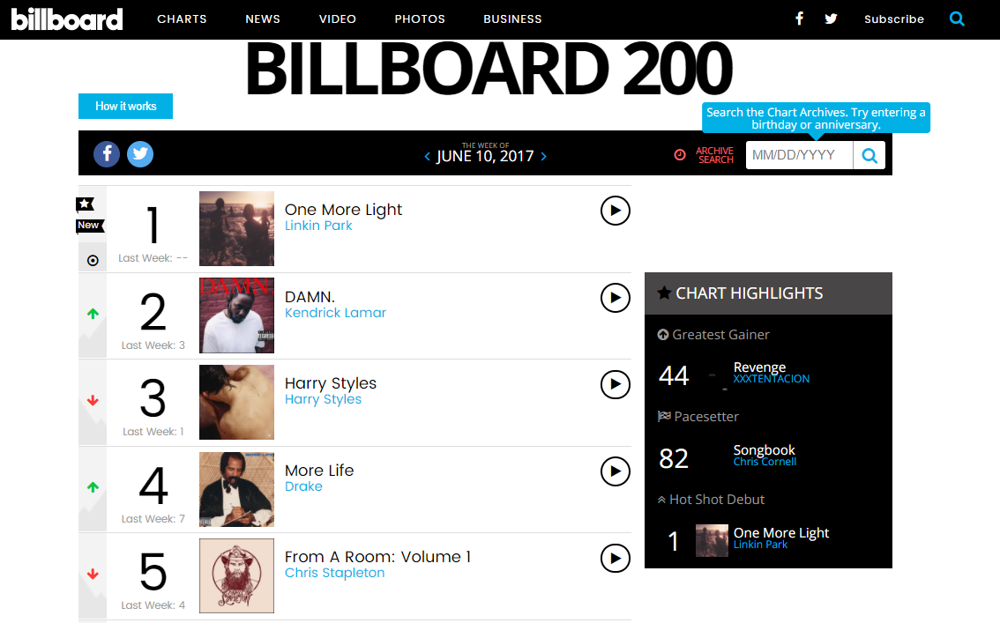 billboard CHARTS NEWS VIDEO PHOTOS BUSINESS Subscribe
BILLBOARD 200
How it works
Search the Chart Archives. Try entering a
birthday or anniversary.
THE WEEK OF
JUNE 10, 2017
ARCHIVE
SEARCH
MM/DD/YYYY
New
1
Last Week: --
One More Light
Linkin Park
2
Last Week: 3
DAMN.
DAMN.
Kendrick Lamar
3
Last Week: 1
Harry Styles
Harry Styles
4
Last Week: 7
More Life
Drake
5
Last Week: 4
From A Room: Volume 1
Chris Stapleton
CHART HIGHLIGHTS
Greatest Gainer
44
Revenge
XXXTENTACION
Pacesetter
82
Songbook
Chris Cornell
Hot Shot Debut
1
One More Light
Linkin Park